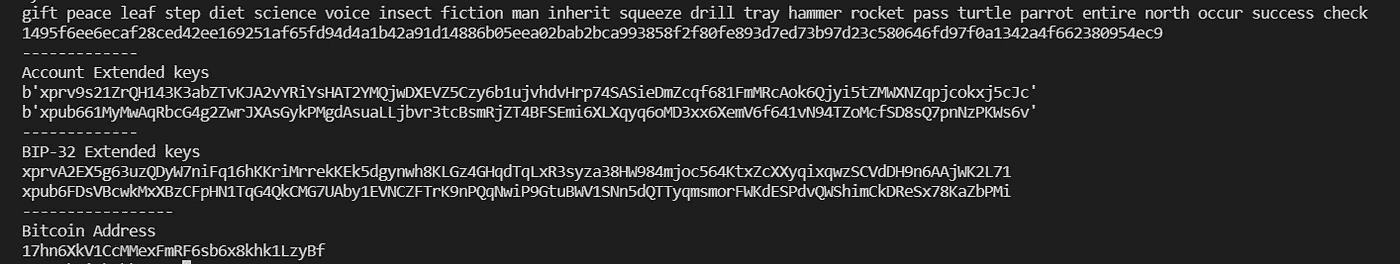 gift peace leaf step diet science voice insect fiction man inherit squeeze drill tray hammer rocket pass turtle parrot entire north occur success check
1495f6ee6ecaf28ced42ee169251af65fd94d4a1b42a91d14886b05eea02bab2bca993858f2f80fe893d7ed73b97d23c580646fd97f0a1342a4f662380954ec9
-------------
Account Extended keys
b'xprv9s21ZrQH143K3abZTvKJA2vYRiYsHAT2YMQjwDXEVZ5Czy6b1ujvhdvHrp74SASieDmZcqf681FmMRcAok6Qjyi5tZMWXNZqpjcokxj5cJc'
b'xpub661MyMwAqRbcG4g2ZwrJXAsGykPMgdAsuaLLjbvr3tcBsmRjZT4BFSEmi6XLXqyq6oMD3xx6XemV6f641vN94TZoMcfSD8sQ7pnNzPKWs6v'
-------------
BIP-32 Extended keys
xprvA2EX5g63uzQDyW7niFq16hKKriMrrekKEk5dgynwh8KLGz4GHqdTqLxR3syza38HW984mjoc564KtxZcXXyqixqwzSCVdDH9n6AAjWK2L71
xpub6FDsVBcwkMxXBzCFpHN1TqG4QkCMG7UAby1EVNCZFTrK9nPQqNwiP9GtuBWV1SNn5dQTTyqmsmorFWKdESPdvQWShimCkDReSx78KaZbPMi
-----------------
Bitcoin Address
17hn6XkV1CcMMexFmRF6sb6x8khk1LzyBf